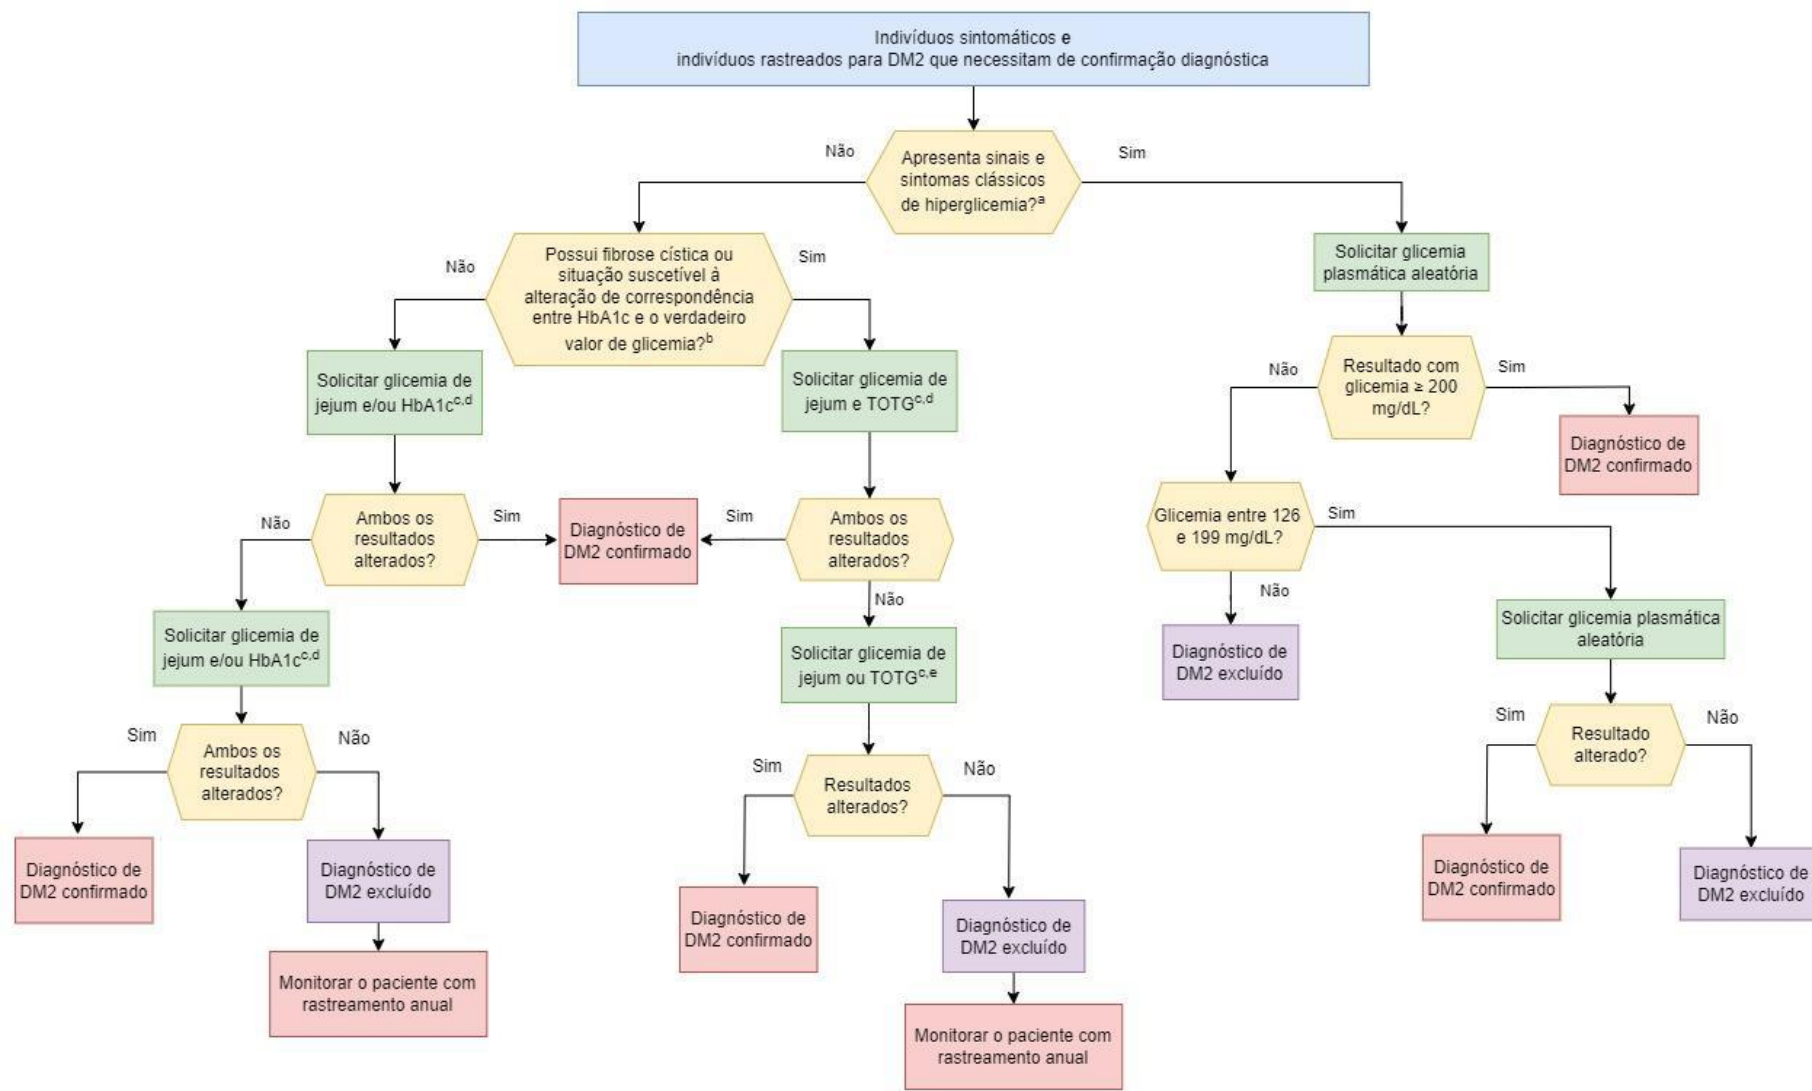 Indivíduos sintomáticos e
indivíduos rastreados para DM2 que necessitam de confirmação diagnóstica
Não
Apresenta sinais e
sintomas clássicos
de hiperglicemia?a
Sim
Não
Possui fibrose cística ou
situação suscetível à
alteração de correspondência
entre HbA1c e o verdadeiro
valor de glicemia?b
Sim
Solicitar glicemia
plasmática aleatória
Solicitar glicemia de
jejum e/ou HbA1cc,d
Solicitar glicemia de
jejum e TOTGc,d
Não
Resultado com
glicemia ≥ 200
mg/dL?
Sim
Diagnóstico de
DM2 confirmado
Não
Ambos os
resultados
alterados?
Sim
Diagnóstico de
DM2 confirmado
Sim
Ambos os
resultados
alterados?
Não
Glicemia entre 126
e 199 mg/dL?
Sim
Não
Solicitar glicemia de
jejum e/ou HbA1cc,d
Solicitar glicemia de
jejum ou TOTGc,e
Diagnóstico de
DM2 excluído
Solicitar glicemia plasmática
aleatória
Sim
Ambos os
resultados
alterados?
Não
Sim
Resultados
alterados?
Não
Sim
Resultado
alterado?
Não
Diagnóstico de
DM2 confirmado
Diagnóstico de
DM2 excluído
Diagnóstico de
DM2 confirmado
Diagnóstico de
DM2 excluído
Diagnóstico de
DM2 confirmado
Diagnóstico de
DM2 excluído
Monitorar o paciente com
rastreamento anual
Monitorar o paciente com
rastreamento anual